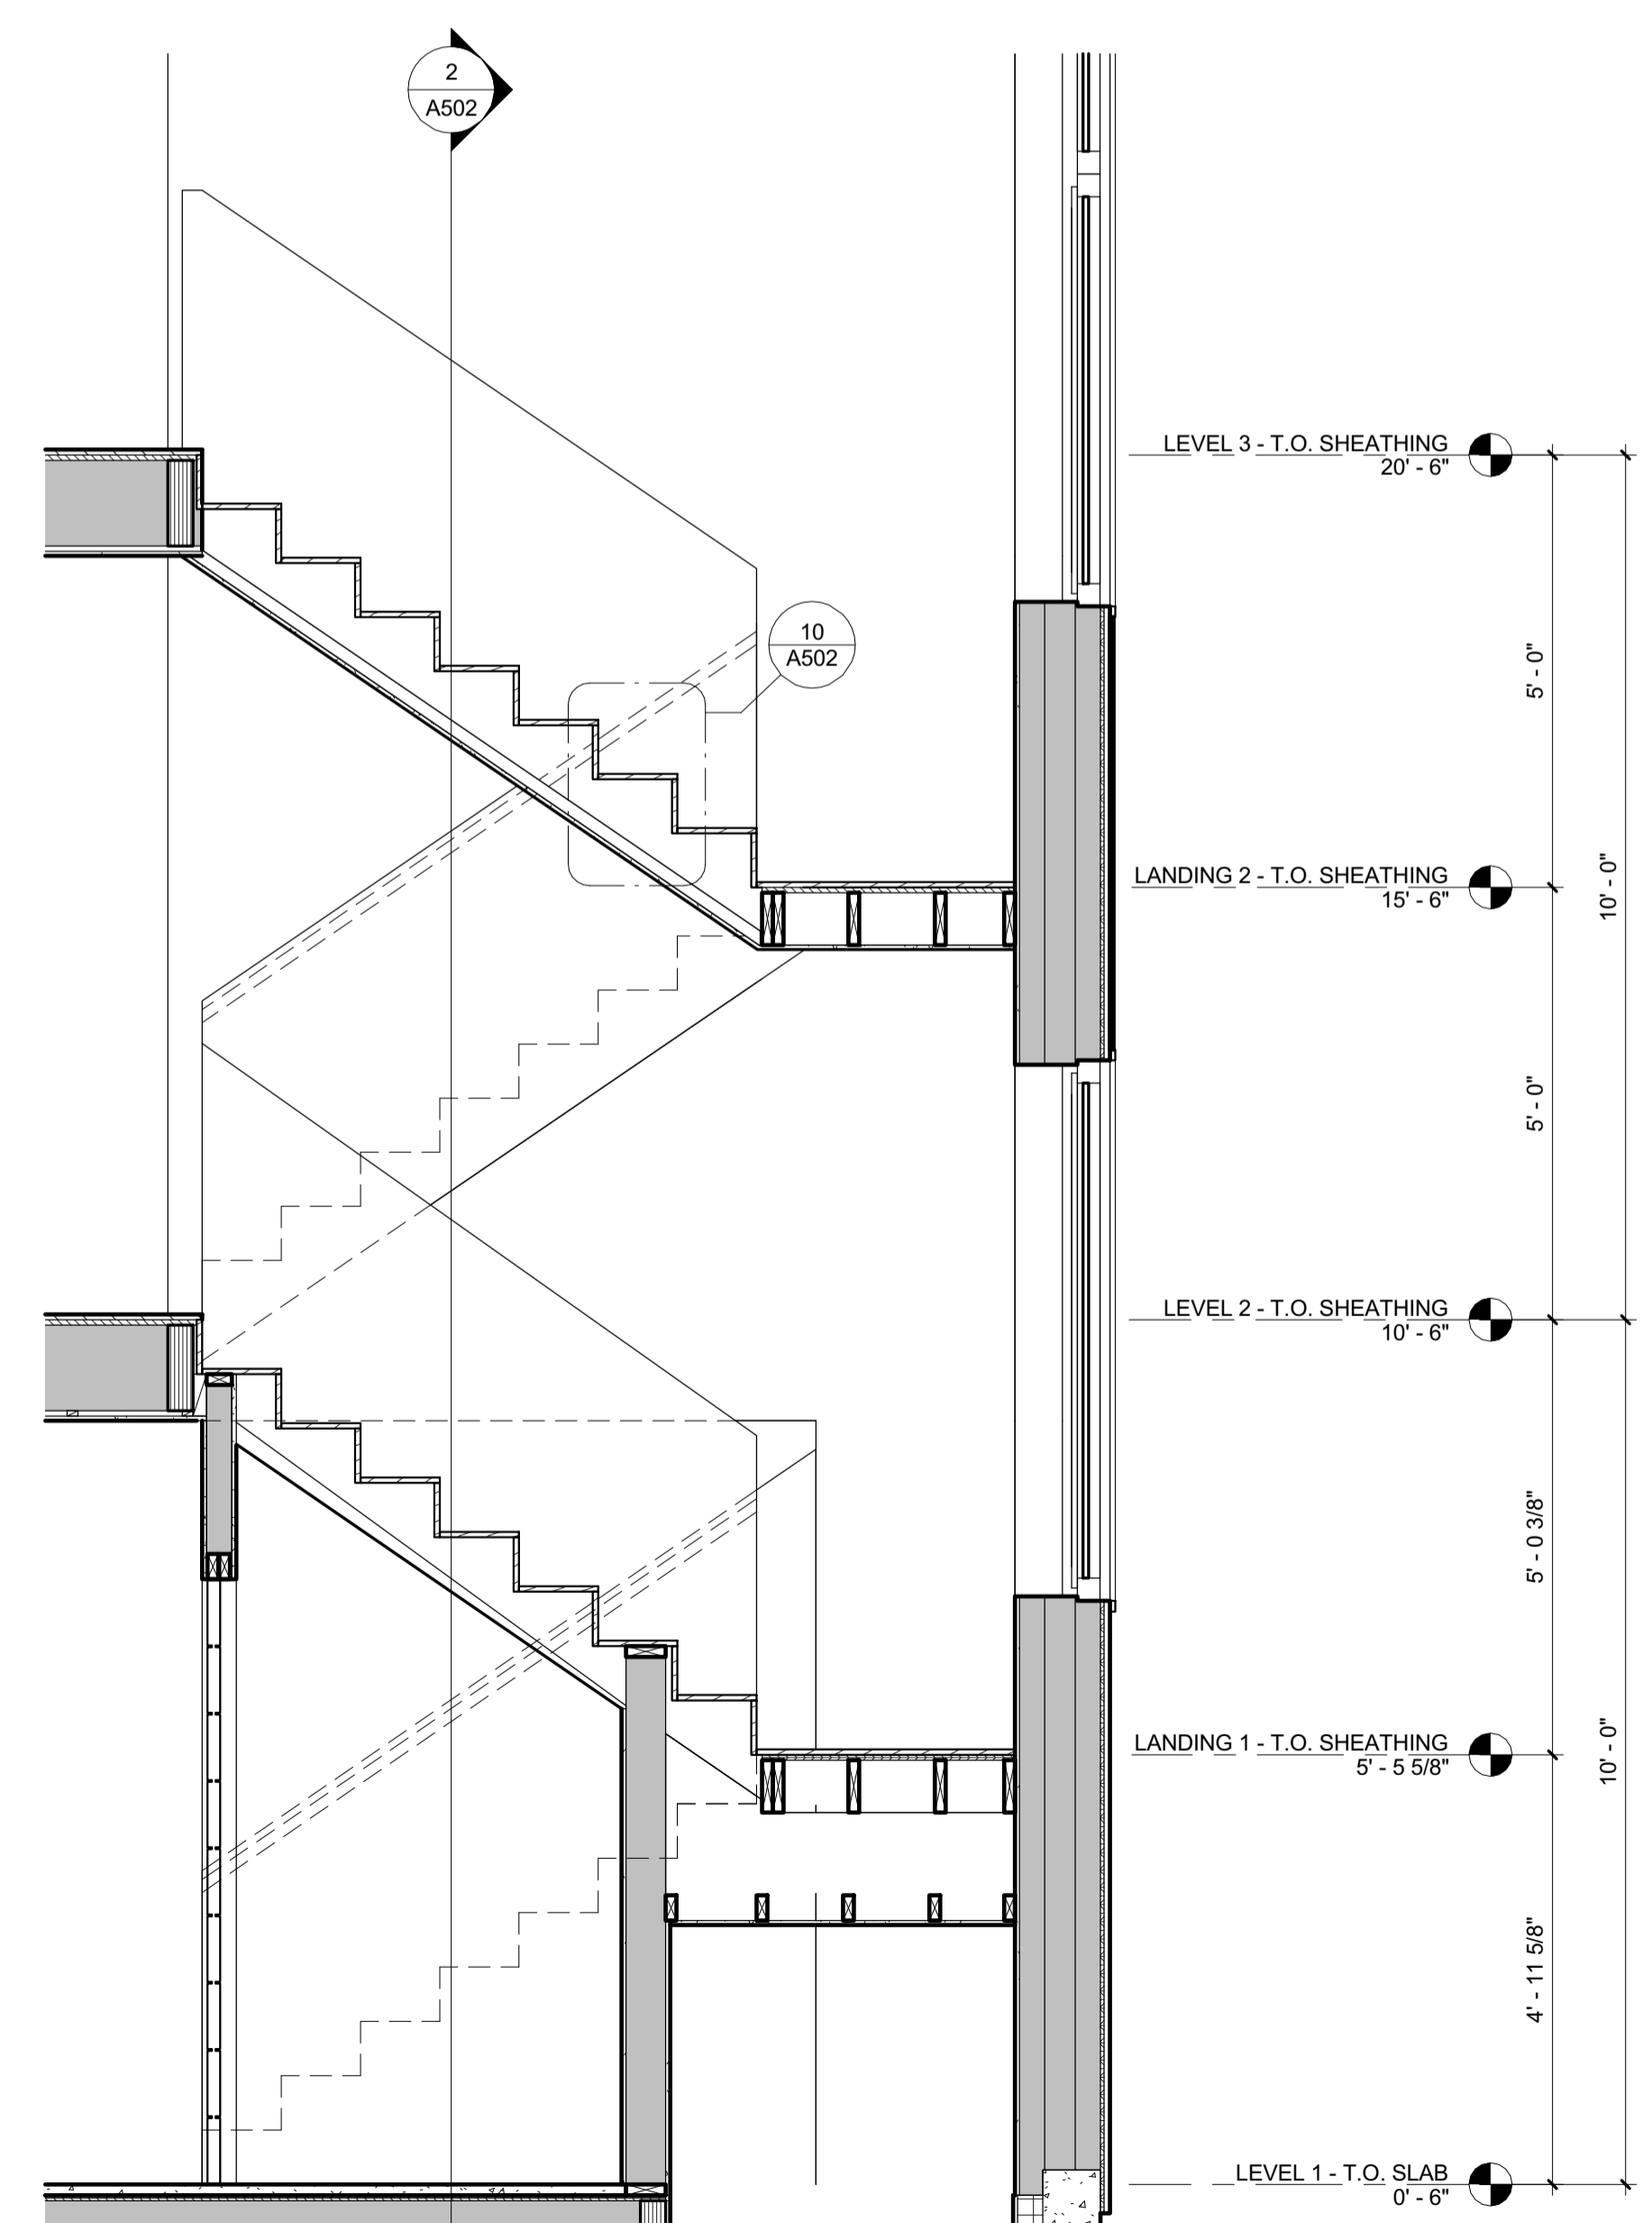 2
A502
LEVEL 3 - T.O. SHEATHING
20' - 6"
10
A502
5' - 0"
LANDING 2 - T.O. SHEATHING
15' - 6"
10' - 0"
5' - 0"
LEVEL 2 - T.O. SHEATHING
10' - 6"
5' - 0 3/8"
LANDING 1 - T.O. SHEATHING
5' - 5 5/8"
10' - 0"
4' - 11 5/8"
LEVEL 1 - T.O. SLAB
0' - 6"